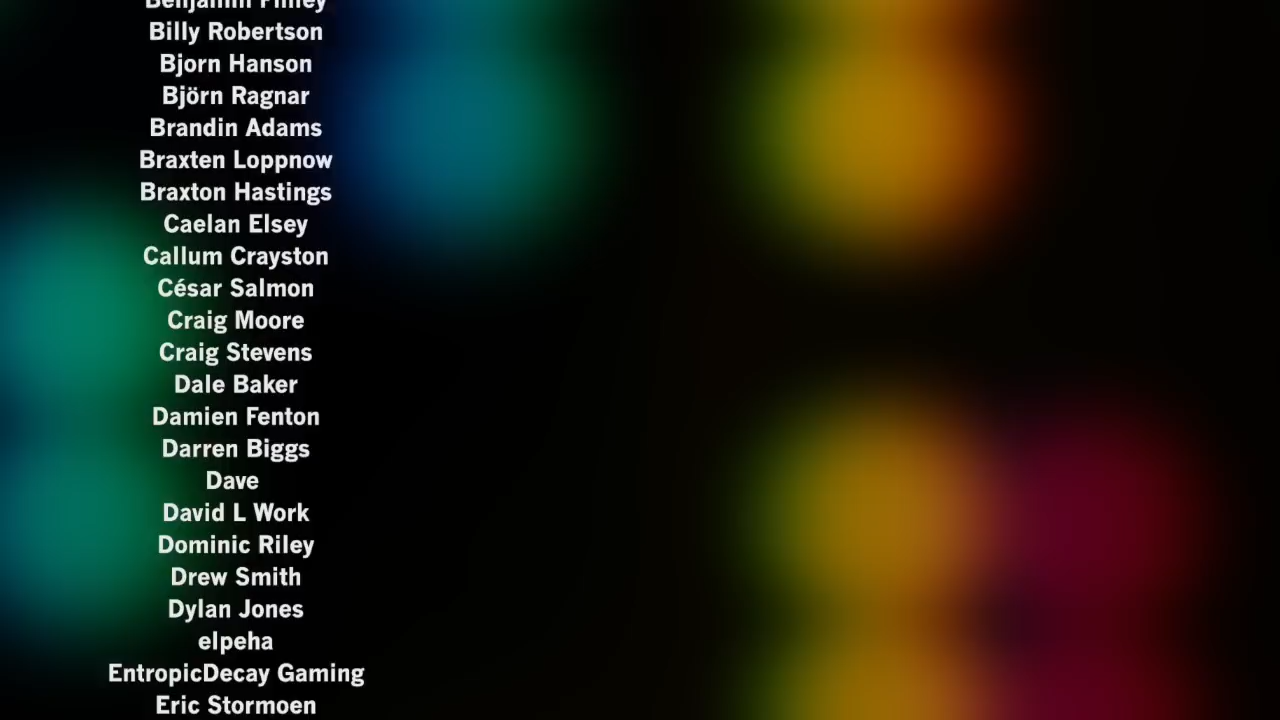 Billy Robertson
Bjorn Hanson
Björn Ragnar
Brandin Adams
Braxten Loppnow
Braxton Hastings
Caelan Elsey
Callum Crayston
César Salmon
Craig Moore
Craig Stevens
Dale Baker
Damien Fenton
Darren Biggs
Dave
David L Work
Dominic Riley
Drew Smith
Dylan Jones
elpeha
EntropicDecay Gaming
Eric Stormoen